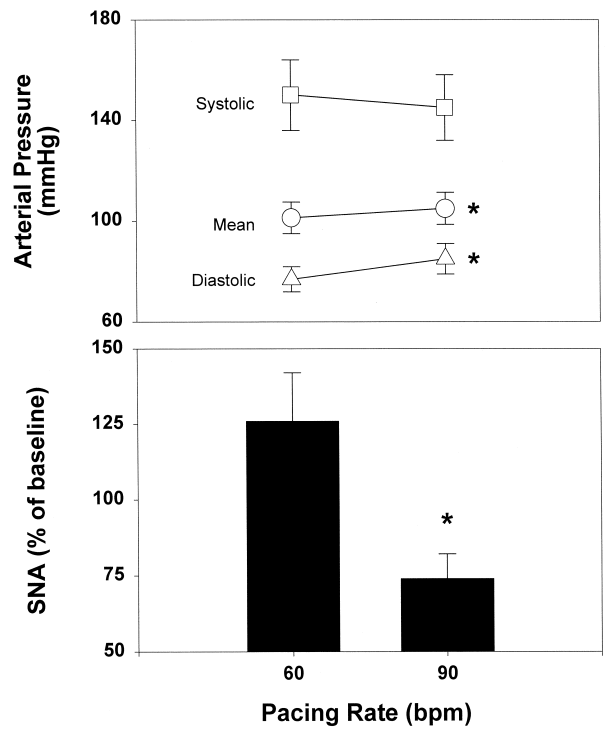 180
140
100
60
Arterial Pressure
(mmHg)
Systolic
Mean
*
Diastolic
*
150
125
100
75
50
SNA (% of baseline)
*
60
90
Pacing Rate (bpm)